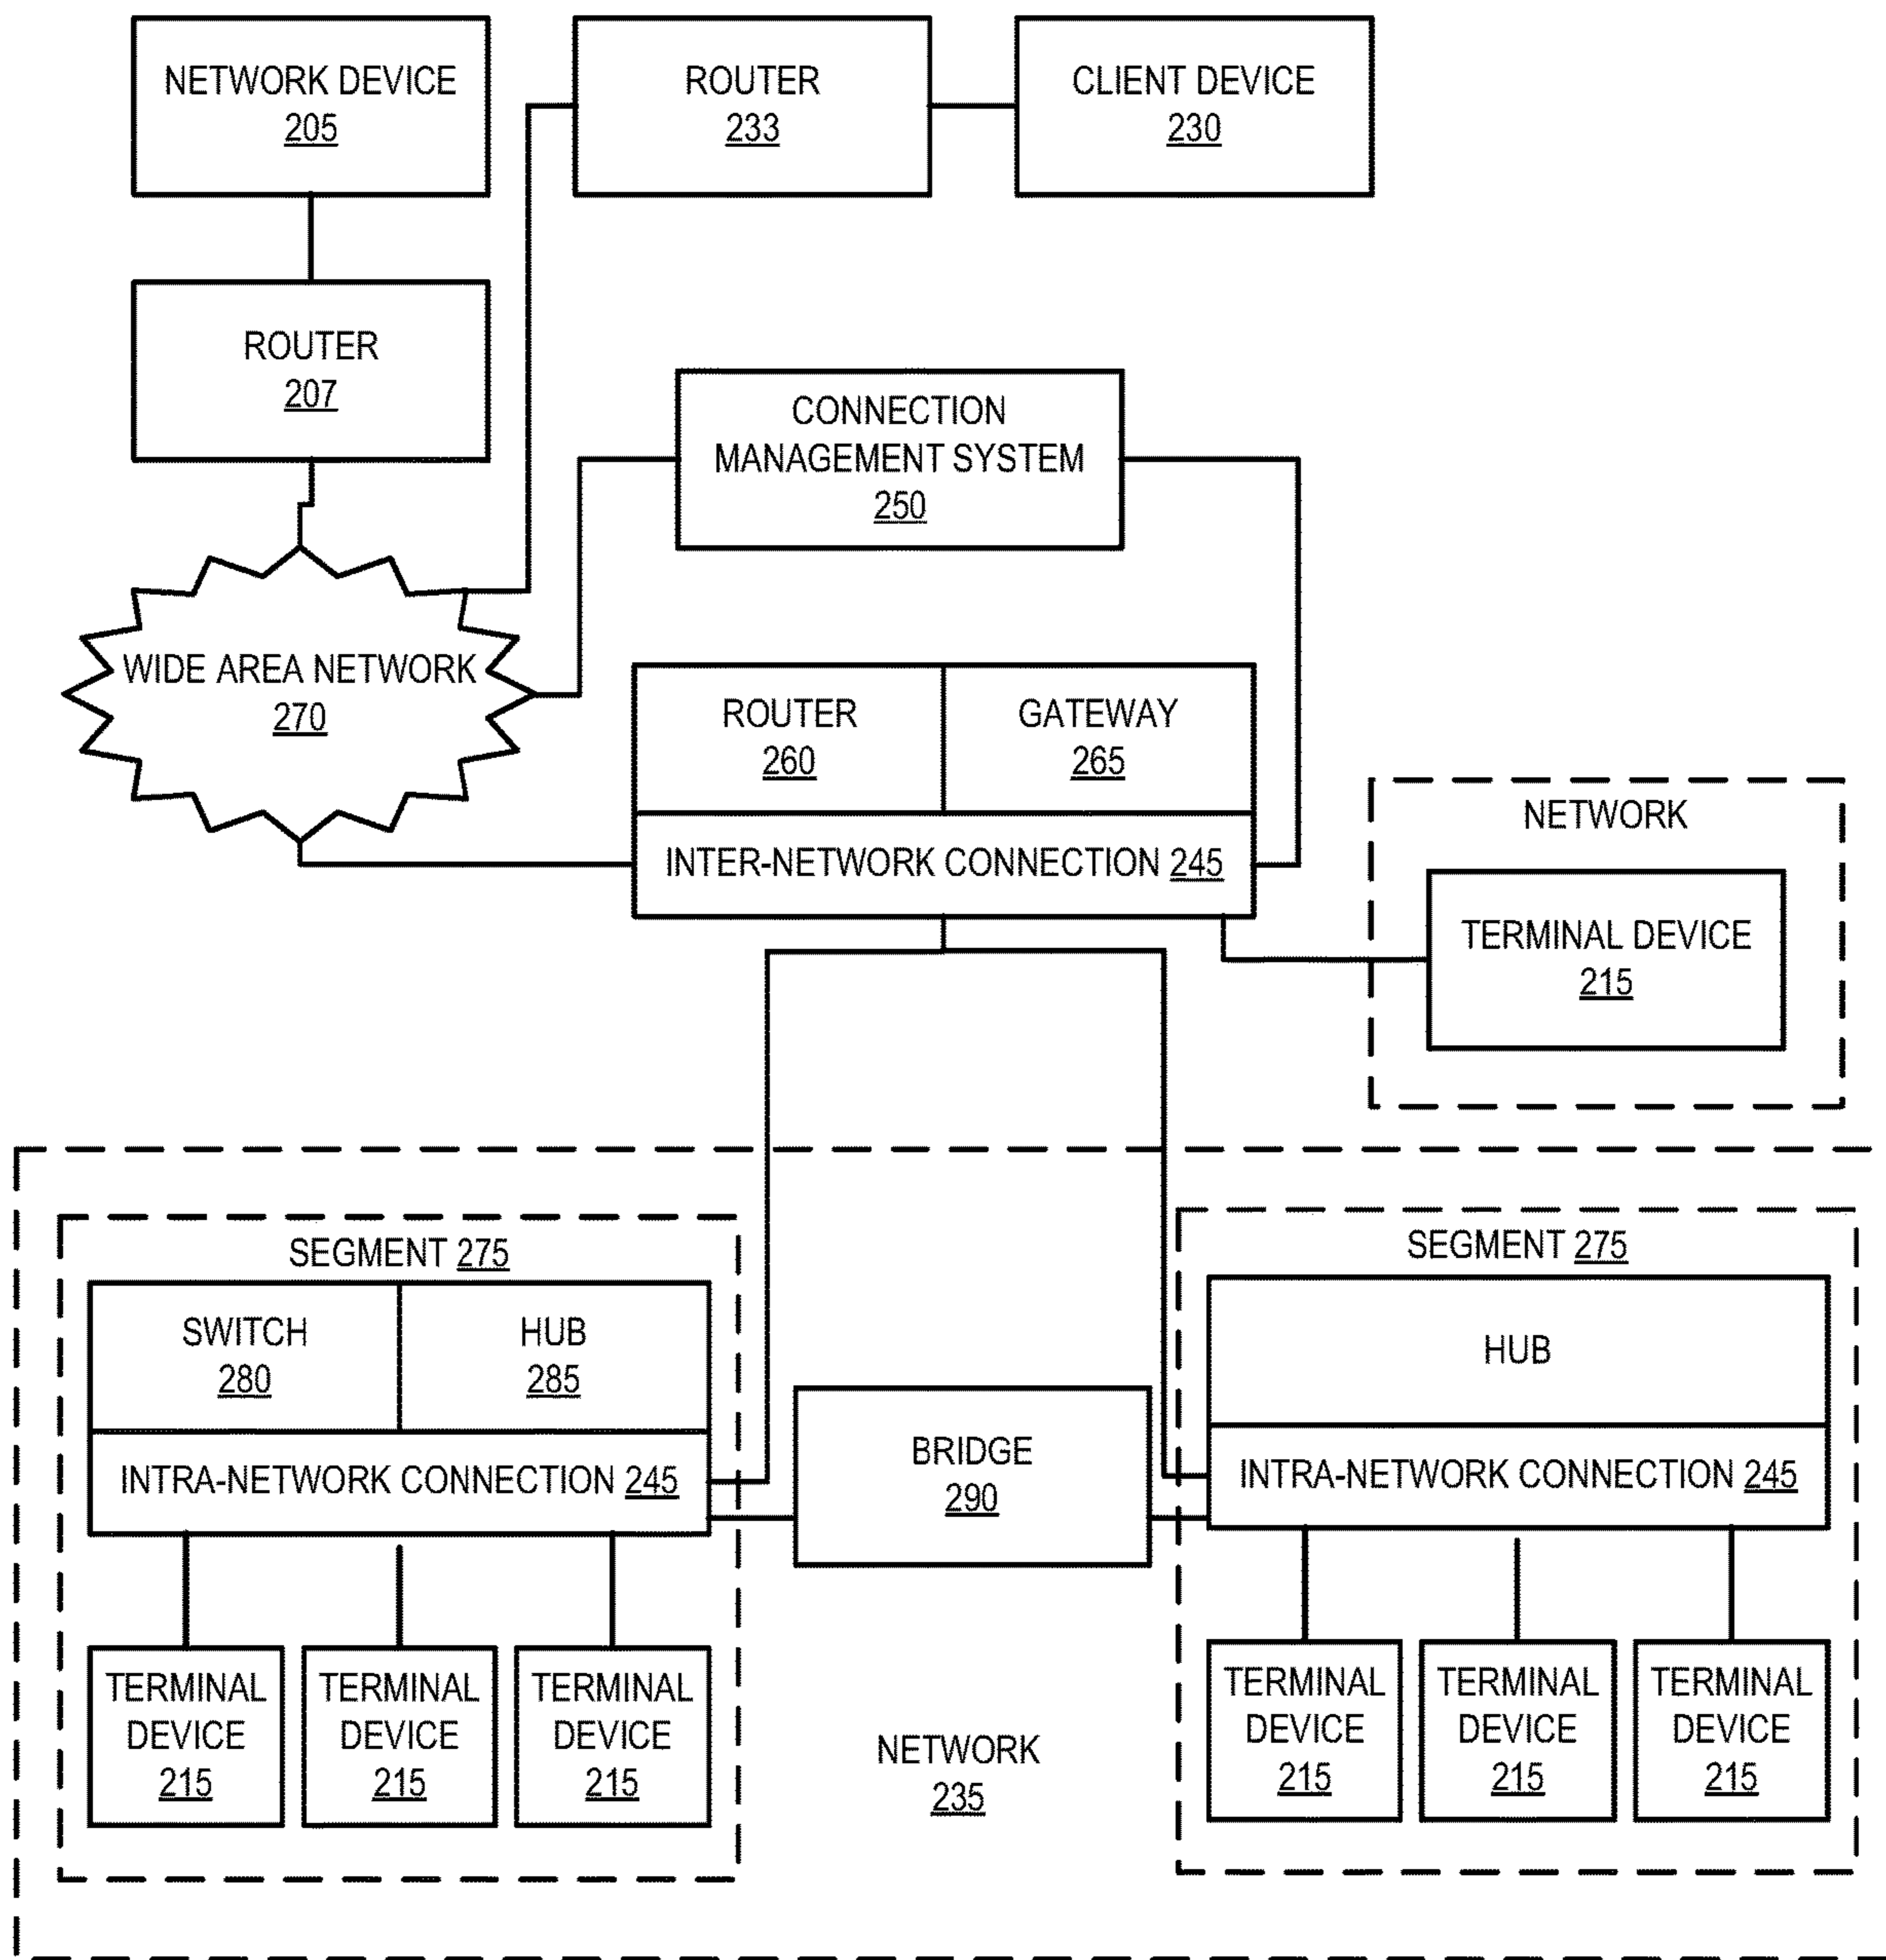 NETWORK DEVICE
205
ROUTER
233
CLIENT DEVICE
230
ROUTER
207
CONNECTION
MANAGEMENT SYSTEM
250
WIDE AREA NETWORK
270
ROUTER
260
GATEWAY
265
INTER-NETWORK CONNECTION 245
NETWORK
TERMINAL DEVICE
215
SEGMENT 275
SWITCH
280
HUB
285
INTRA-NETWORK CONNECTION 245
TERMINAL
DEVICE
215
TERMINAL
DEVICE
215
TERMINAL
DEVICE
215
BRIDGE
290
NETWORK
235
SEGMENT 275
HUB
INTRA-NETWORK CONNECTION 245
TERMINAL
DEVICE
215
TERMINAL
DEVICE
215
TERMINAL
DEVICE
215